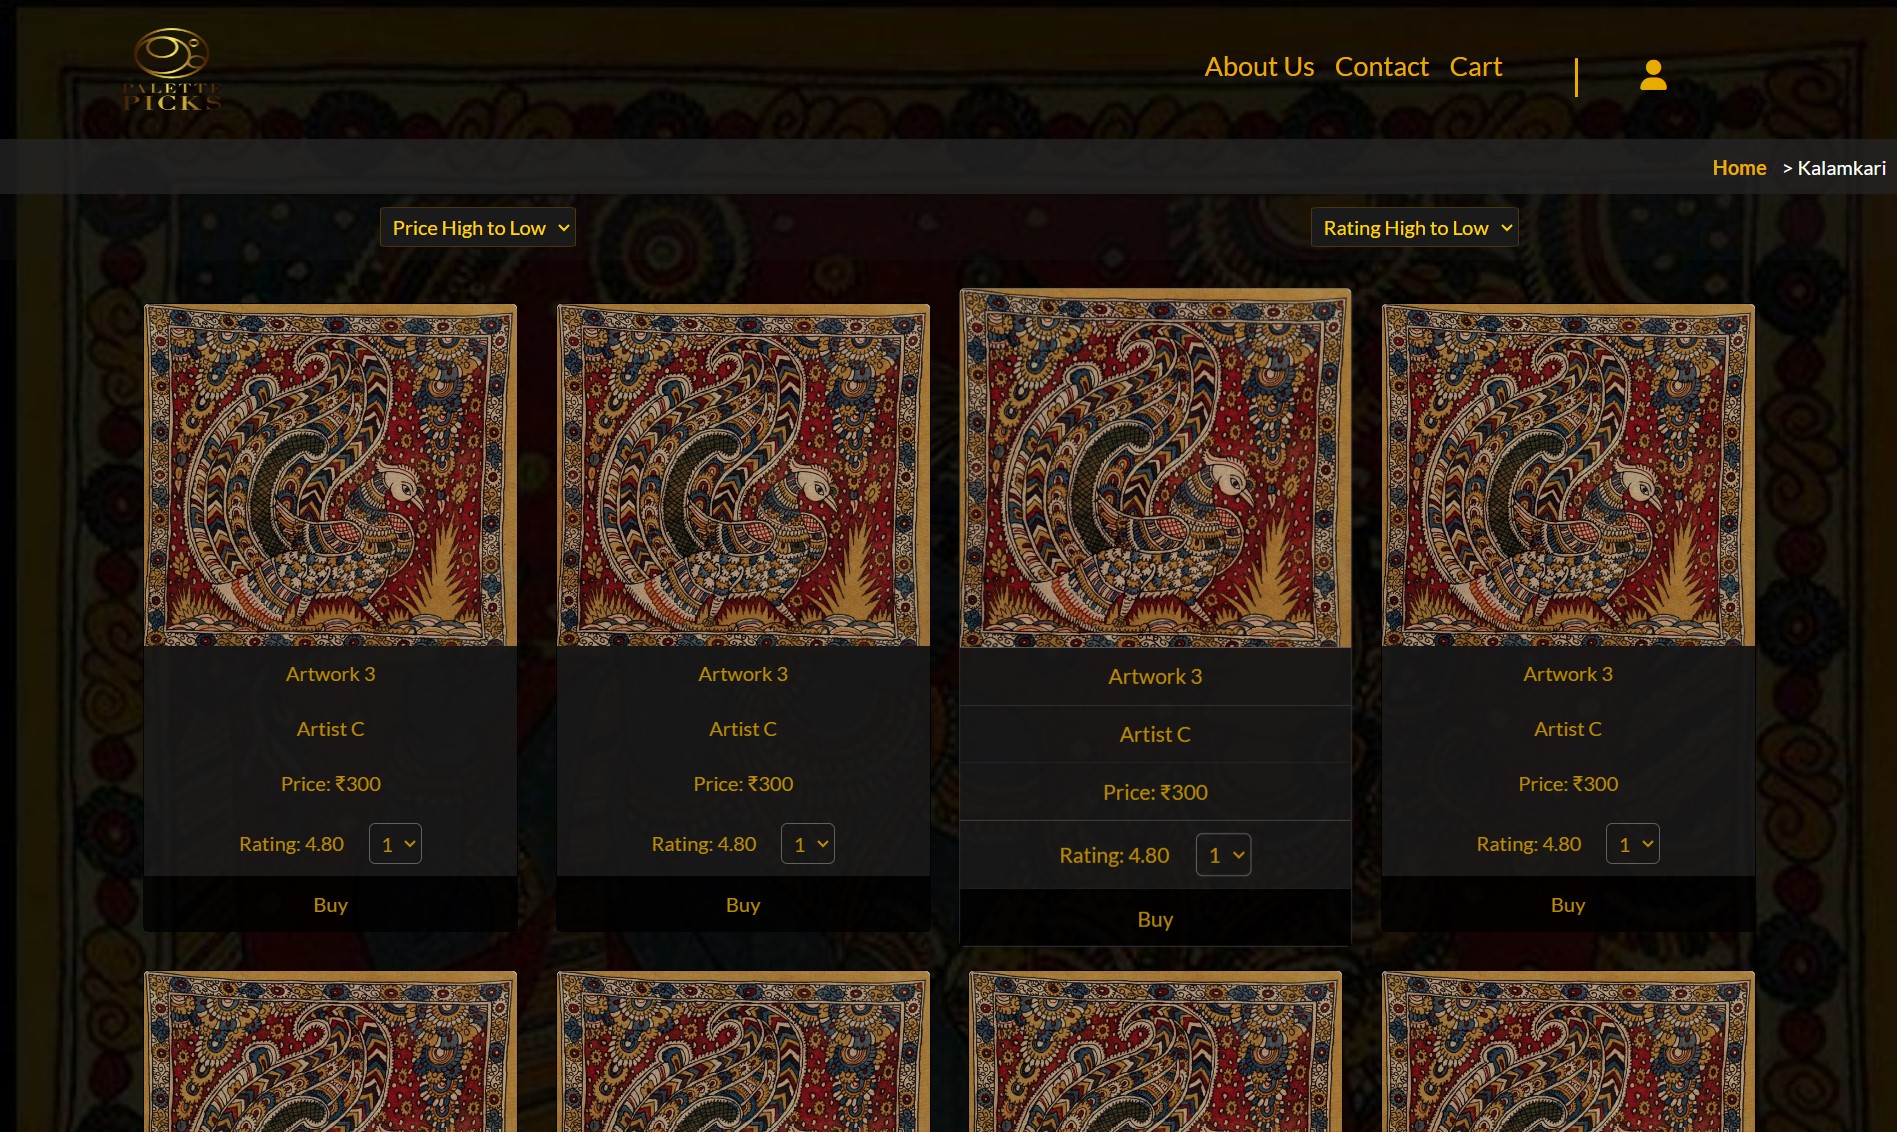 PALETTE
PICKS
About Us Contact Cart
Home > Kalamkari
Price High to Low Rating High to Low
Artwork 3 Artwork 3 Artwork 3 Artwork 3
Artist C Artist C Artist C Artist C
Price: ₹300 Price: ₹300 Price: ₹300 Price: ₹300
Rating: 4.80 1 Rating: 4.80 1 Rating: 4.80 1 Rating: 4.80 1
Buy Buy Buy Buy